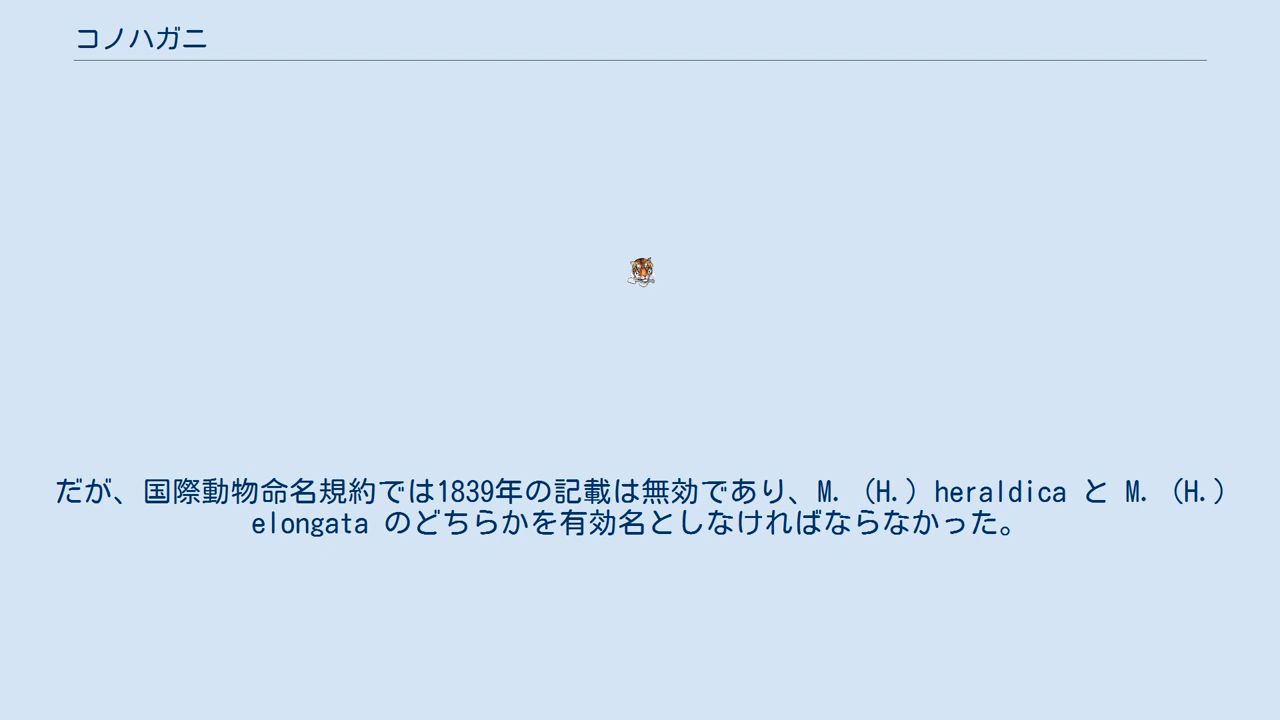 コノハガニ
だが、国際動物命名規約では1839年の記載は無効であり、M. (H.) heraldica と M. (H.)
elongata のどちらかを有効名としなければならなかった。